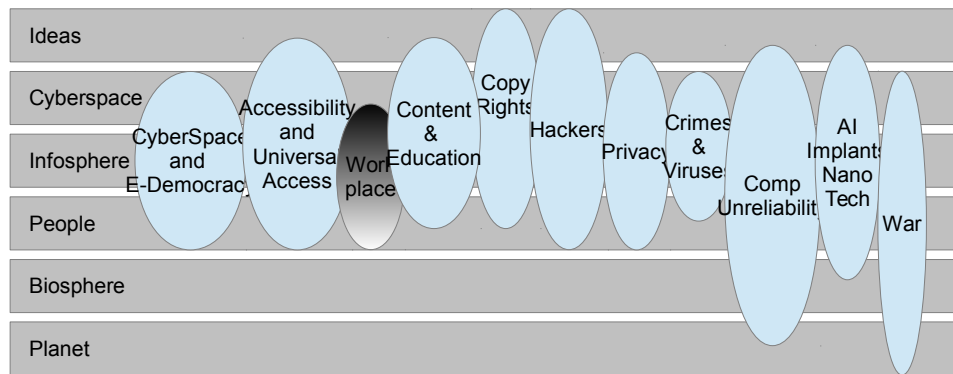 Ideas
Cyberspace
Infosphere
People
Biosphere
Planet
CyberSpace
and
E-Democracy
Accessibility
and
Universal
Access
Work
place
Content
&
Education
Copy
Rights
Hackers
Privacy
Crimes
&
Viruses
Comp
Unreliability
AI
Implants
Nano
Tech
War